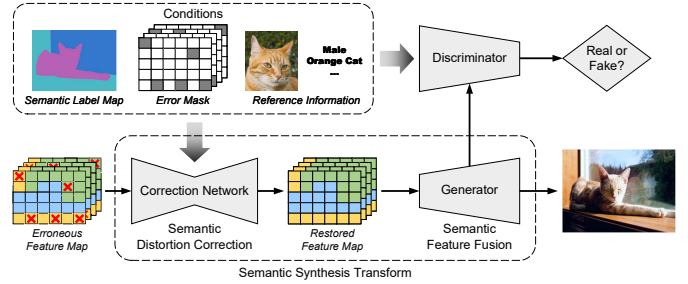 Conditions
Semantic Label Map
Error Mask
Reference Information
Male
Orange Cat
...
Discriminator
Real or
Fake?
Erroneous
Feature Map
Correction Network
Semantic
Distortion Correction
Restored
Feature Map
Generator
Semantic
Feature Fusion
Semantic Synthesis Transform